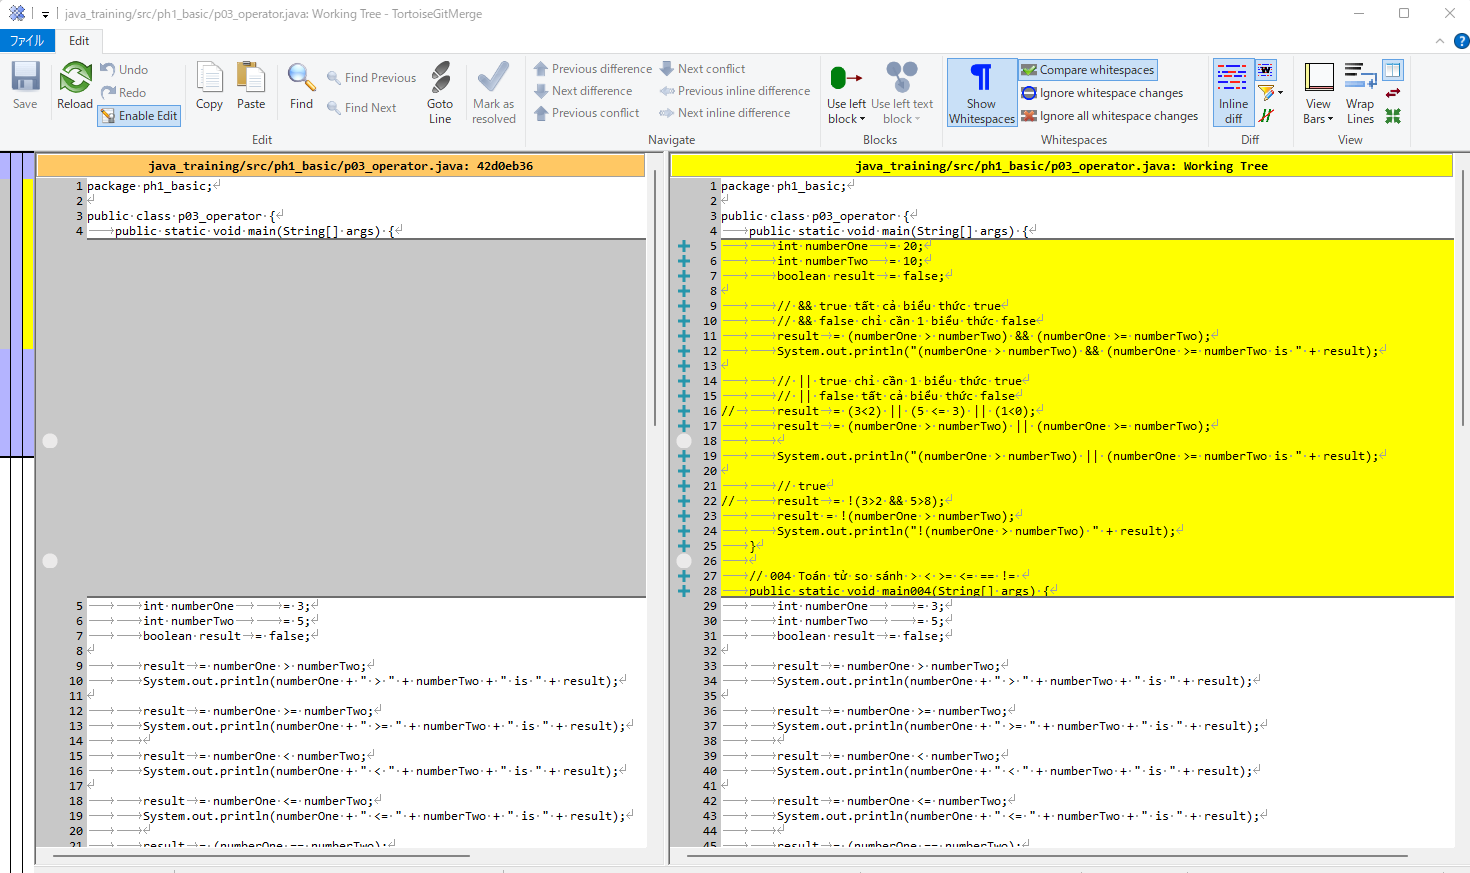 java_training/src/ph1_basic/p03_operator.java: Working Tree - TortoiseGitMerge
ファイル
Edit
Save
Reload
Undo
Redo
Enable Edit
Copy
Paste
Find
Find Previous
Find Next
Goto Line
Mark as resolved
Edit
Previous difference
Next difference
Previous conflict
Next conflict
Previous inline difference
Next inline difference
Navigate
Use left block
Use left text block
Blocks
Show Whitespaces
Compare whitespaces
Ignore whitespace changes
Ignore all whitespace changes
Whitespaces
Inline diff
Diff
View Bars
Wrap Lines
View
java_training/src/ph1_basic/p03_operator.java: 42d0eb36
1 package ph1_basic;
2
3 public class p03_operator {
4 public static void main(String[] args) {
5 int numberOne = 3;
6 int numberTwo = 5;
7 boolean result = false;
8
9 result = numberOne > numberTwo;
10 System.out.println(numberOne + " > " + numberTwo + " is " + result);
11
12 result = numberOne >= numberTwo;
13 System.out.println(numberOne + " >= " + numberTwo + " is " + result);
14
15 result = numberOne < numberTwo;
16 System.out.println(numberOne + " < " + numberTwo + " is " + result);
17
18 result = numberOne <= numberTwo;
19 System.out.println(numberOne + " <= " + numberTwo + " is " + result);
20
21 result = (numberOne == numberTwo);
java_training/src/ph1_basic/p03_operator.java: Working Tree
1 package ph1_basic;
2
3 public class p03_operator {
4 public static void main(String[] args) {
5 int numberOne = 20;
6 int numberTwo = 10;
7 boolean result = false;
8
9 // && true tất cả biểu thức true
10 // && false chỉ cần 1 biểu thức false
11 result = (numberOne > numberTwo) && (numberOne >= numberTwo);
12 System.out.println("(numberOne > numberTwo) && (numberOne >= numberTwo is " + result);
13
14 // || true chỉ cần 1 biểu thức true
15 // || false tất cả biểu thức false
16 // result = (3<2) || (5 <= 3) || (1<0);
17 result = (numberOne > numberTwo) || (numberOne >= numberTwo);
18
19 System.out.println("(numberOne > numberTwo) || (numberOne >= numberTwo is " + result);
20
21 // true
22 // result = !(3>2 && 5>8);
23 result = !(numberOne > numberTwo);
24 System.out.println("!(numberOne > numberTwo) " + result);
25 }
26
27 // 004 Toán tử so sánh > < >= <= == !=
28 public static void main004(String[] args) {
29 int numberOne = 3;
30 int numberTwo = 5;
31 boolean result = false;
32
33 result = numberOne > numberTwo;
34 System.out.println(numberOne + " > " + numberTwo + " is " + result);
35
36 result = numberOne >= numberTwo;
37 System.out.println(numberOne + " >= " + numberTwo + " is " + result);
38
39 result = numberOne < numberTwo;
40 System.out.println(numberOne + " < " + numberTwo + " is " + result);
41
42 result = numberOne <= numberTwo;
43 System.out.println(numberOne + " <= " + numberTwo + " is " + result);
44
45 result = (numberOne == numberTwo);